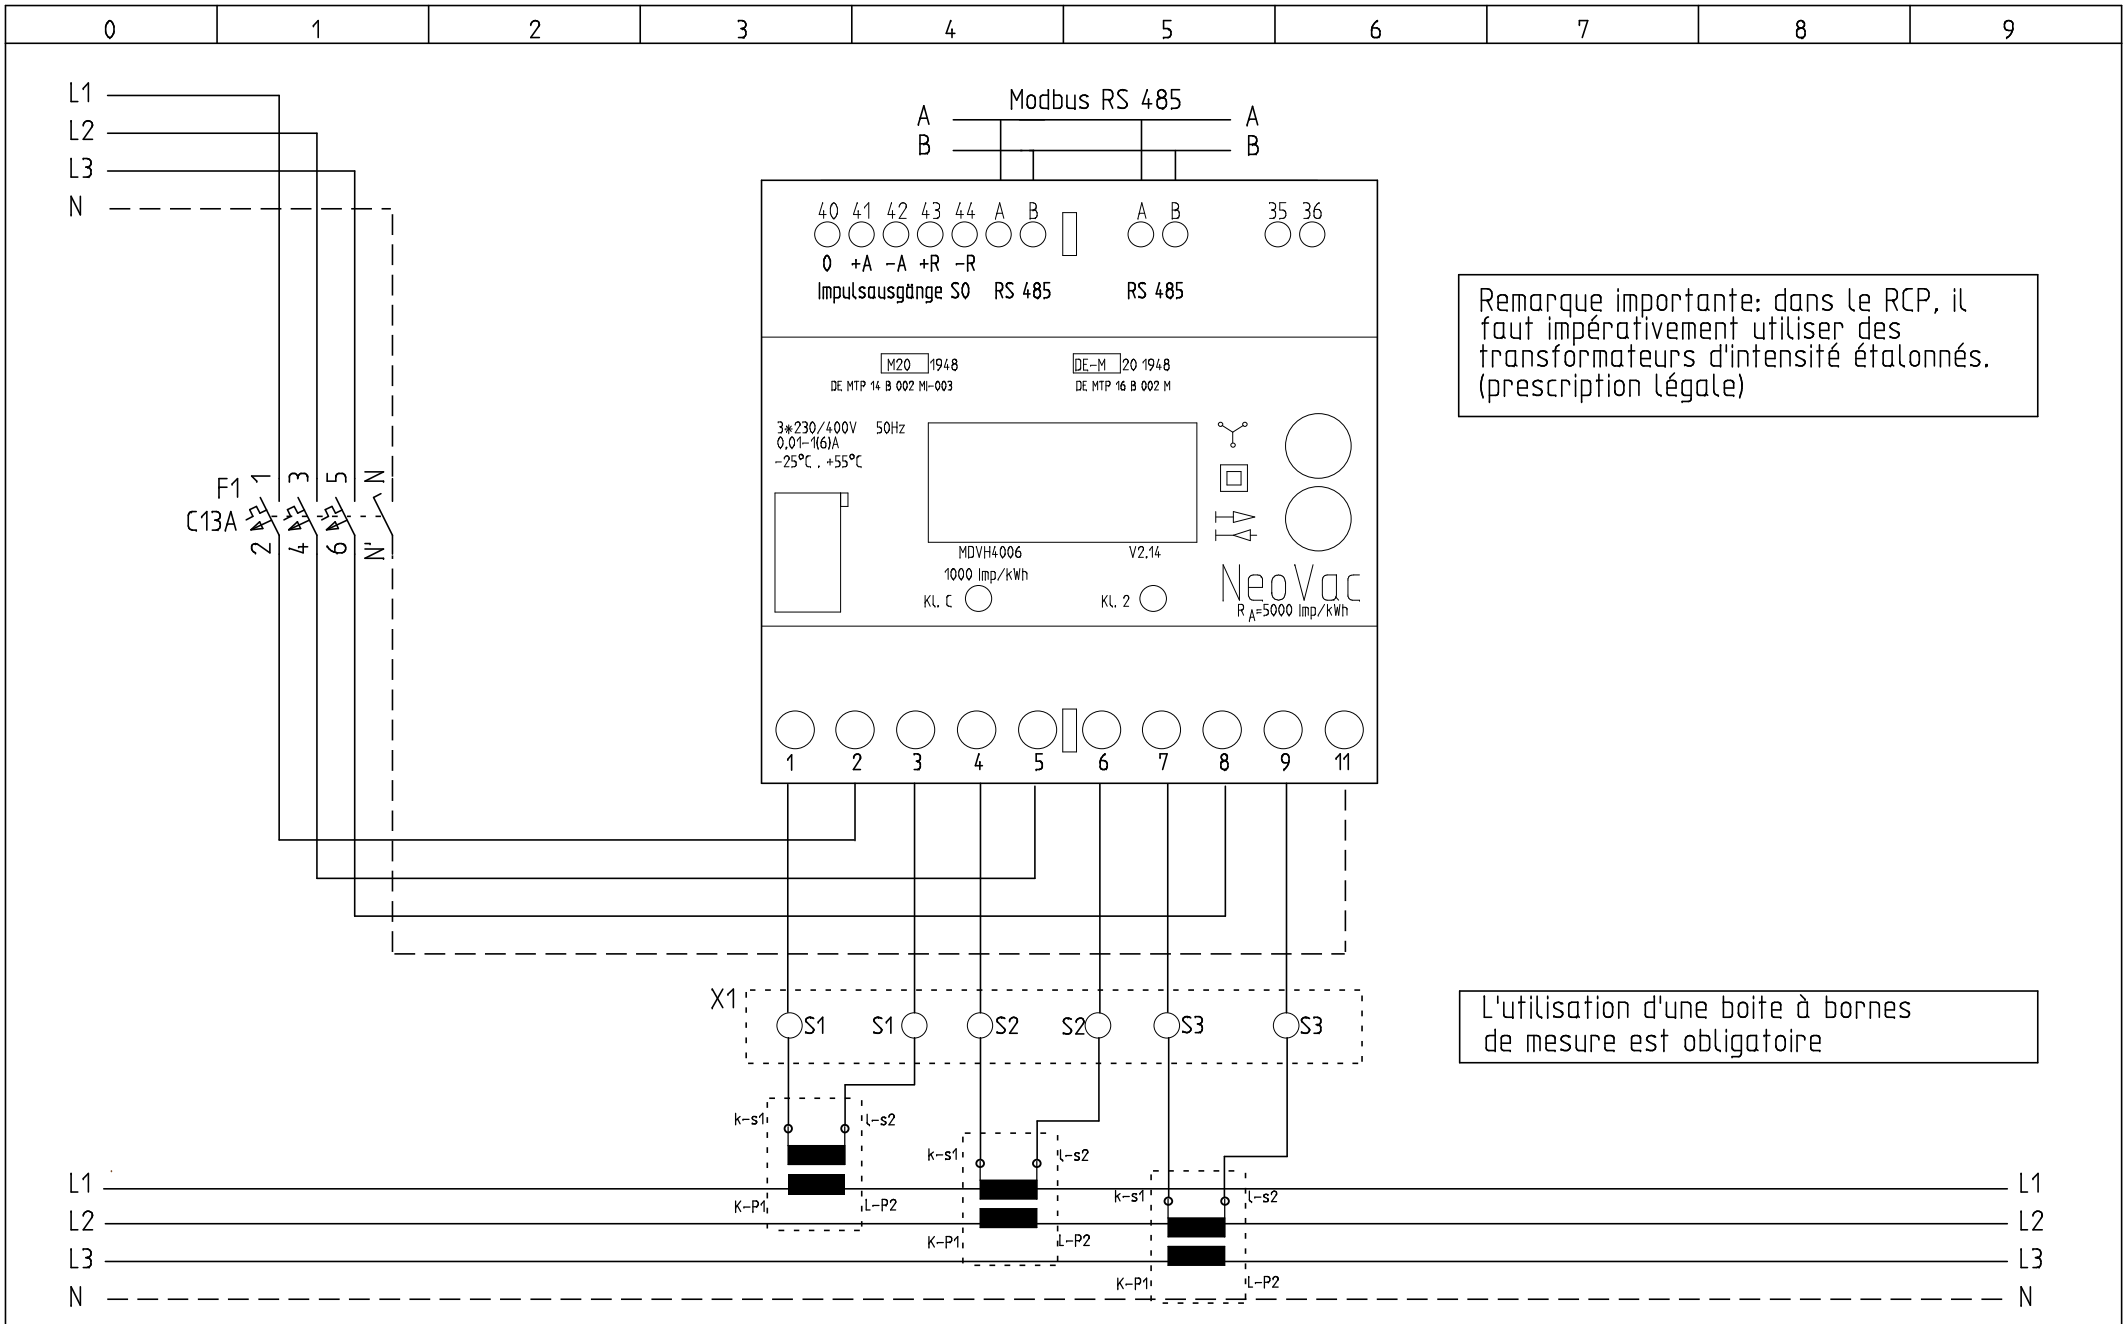 0 1 2 3 4 5 6 7 8 9
L1
L2
L3
N
Modbus RS 485
A A
B B
40 41 42 43 44 A B A B 35 36
0 +A -A +R -R
Impulsausgänge S0 RS 485 RS 485
Remarque importante: dans le RCP, il
faut impérativement utiliser des
transformateurs d'intensité étalonnés.
(prescription légale)
M20 1948 DE-M 20 1948
DE MTP 14 B 002 MI-003 DE MTP 16 B 002 M
3*230/400V 50Hz
0,01-1(6)A
-25°C . +55°C
F1 1 3 5 N
C13A
2 4 6 N'
MDVH4006 V2.14
1000 Imp/kWh
Kl. C Kl. 2
NeoVac
RA=5000 Imp/kWh
1 2 3 4 5 6 7 8 9 11
X1
S1 S1 S2 S2 S3 S3
L'utilisation d'une boite à bornes
de mesure est obligatoire
k-s1 l-s2
k-s1 l-s2
k-s1 l-s2
L1 L1
K-P1 L-P2
L2 L2
K-P1 L-P2
L3 L3
K-P1 L-P2
N N